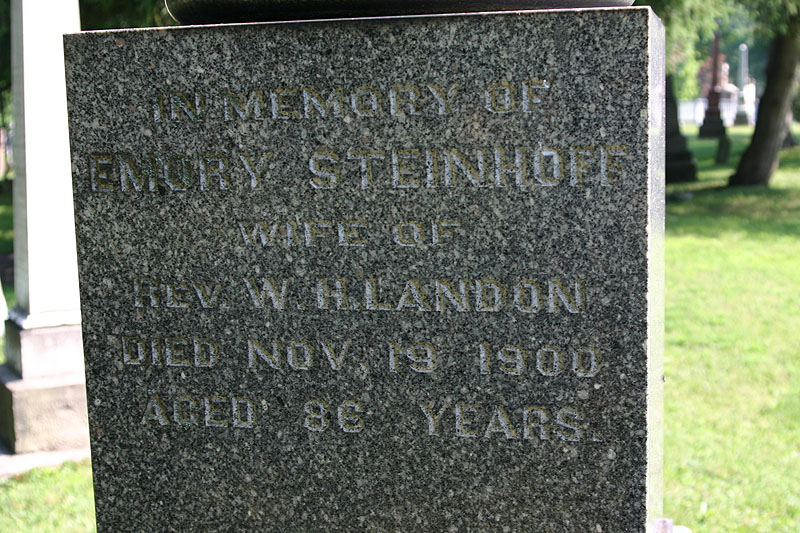 IN MEMORY OF
EMORY STEINHOFF
WIFE OF
REV. W. H. LANDON
DIED NOV. 19 1900
AGED 86 YEARS.